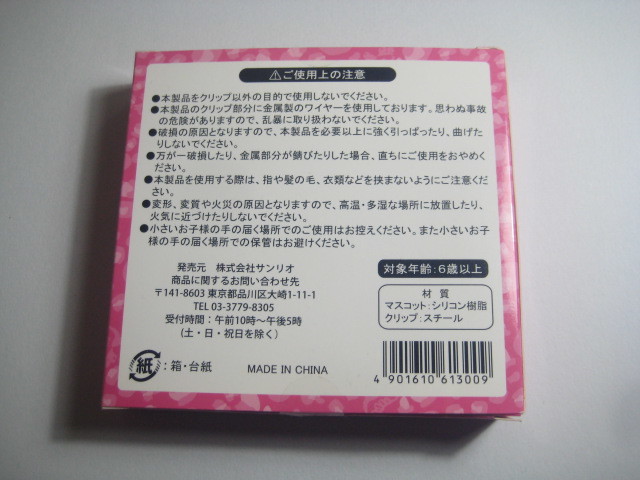 ⚠ご使用上の注意
●本製品をクリップ以外の目的で使用しないでください。
●本製品のクリップ部分に金属製のワイヤーを使用しております。思わぬ事故
の危険がありますので、乱暴に取り扱わないでください。
●破損の原因となりますので、本製品を必要以上に強く引っぱったり、曲げた
りしないでください。
●万が一破損したり、金属部分が錆びたりした場合、直ちにご使用をおやめく
ださい。
●本製品を使用する際は、指や髪の毛、衣類などを挟まないようにご注意くだ
さい。
●変形、変質や火災の原因となりますので、高温・多湿な場所に放置したり、
火気に近づけたりしないでください。
●小さいお子様の手の届く場所でのご使用はお控えください。また小さいお子
様の手の届く場所での保管はお避けください。
発売元 株式会社サンリオ
商品に関するお問い合わせ先
〒141-8603 東京都品川区大崎1-11-1
TEL 03-3779-8305
受付時間：午前10時～午後5時
（土・日・祝日を除く）
対象年齢：6歳以上
材 質
マスコット：シリコン樹脂
クリップ：スチール
紙：箱・台紙
MADE IN CHINA
4 901610 613009